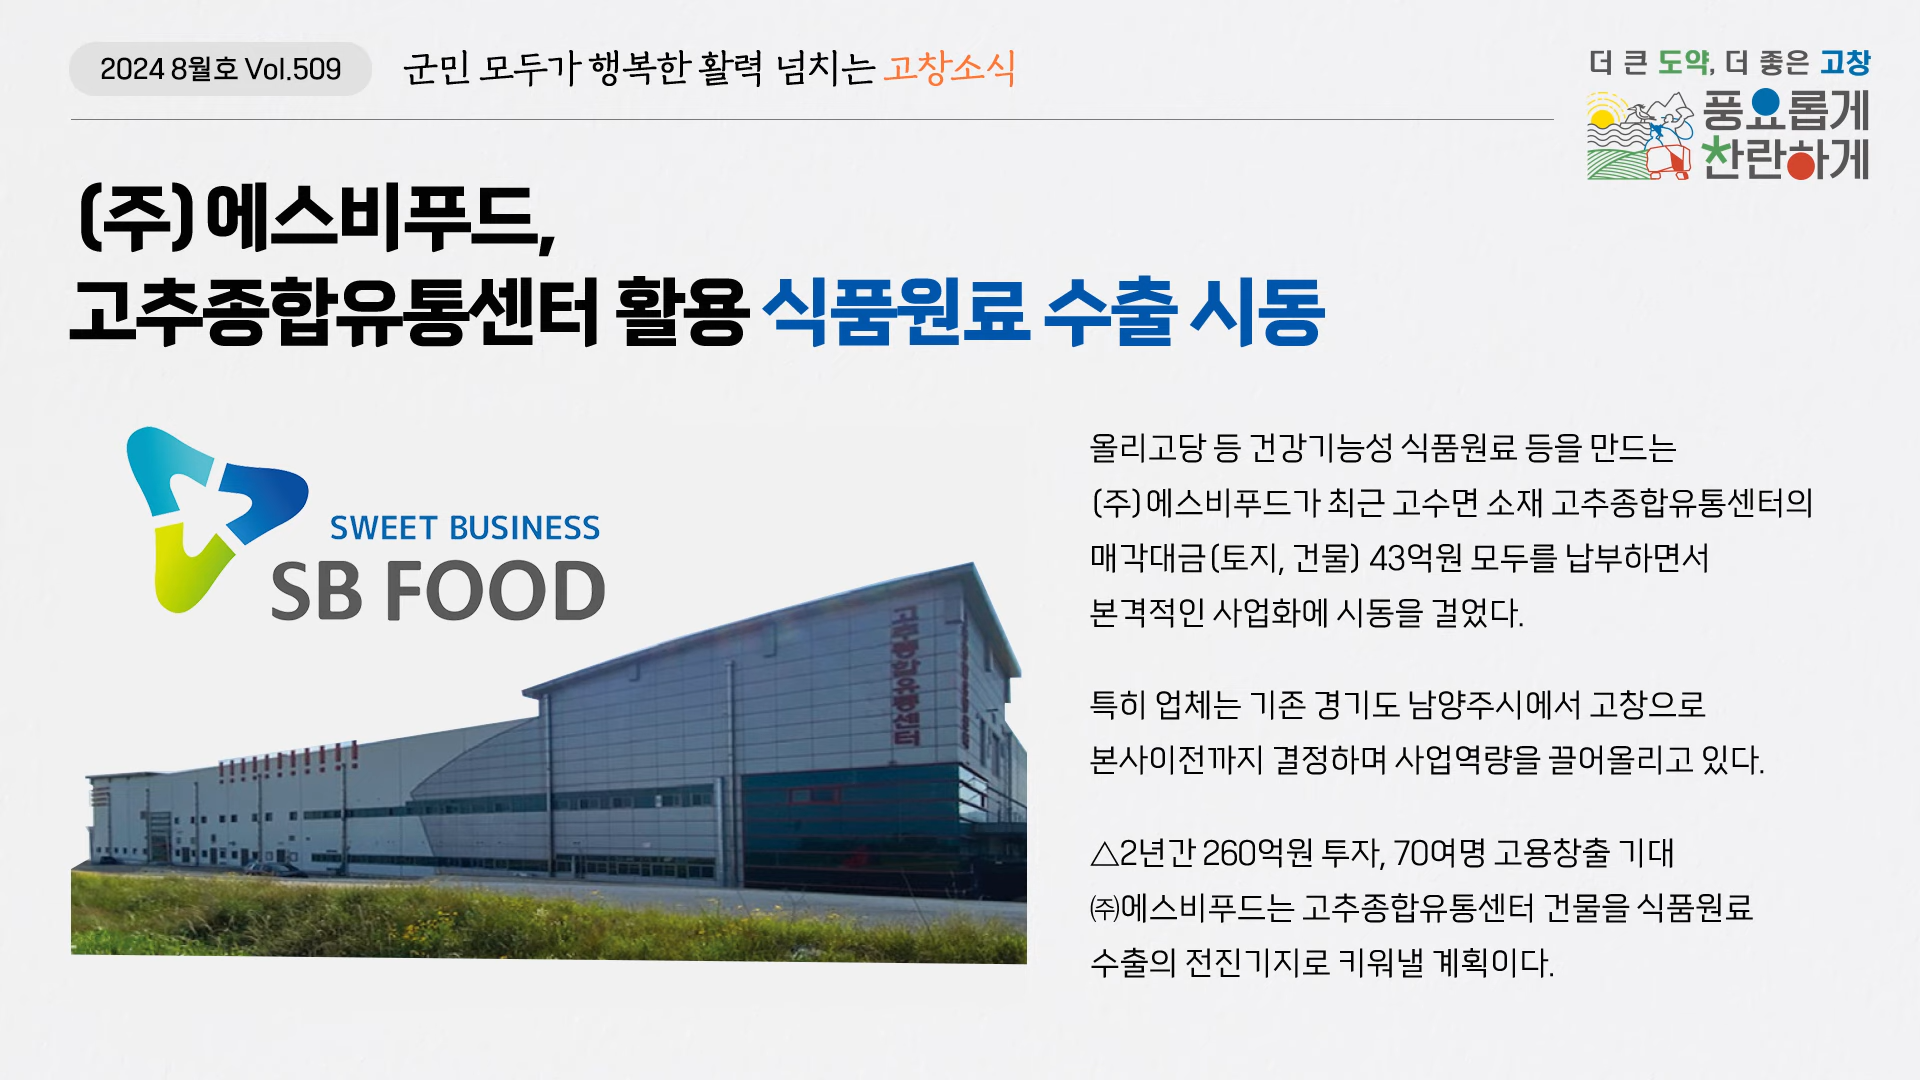 2024 8월호 Vol.509
군민 모두가 행복한 활력 넘치는 고창소식
더 큰 도약, 더 좋은 고창
풍요롭게
찬란하게
(주)에스비푸드,
고추종합유통센터 활용 식품원료 수출 시동
SWEET BUSINESS
SB FOOD
고추종합유통센터
올리고당 등 건강기능성 식품원료 등을 만드는
(주)에스비푸드가 최근 고수면 소재 고추종합유통센터의
매각대금(토지, 건물) 43억원 모두를 납부하면서
본격적인 사업화에 시동을 걸었다.
특히 업체는 기존 경기도 남양주시에서 고창으로
본사이전까지 결정하며 사업역량을 끌어올리고 있다.
△2년간 260억원 투자, 70여명 고용창출 기대
㈜에스비푸드는 고추종합유통센터 건물을 식품원료
수출의 전진기지로 키워낼 계획이다.